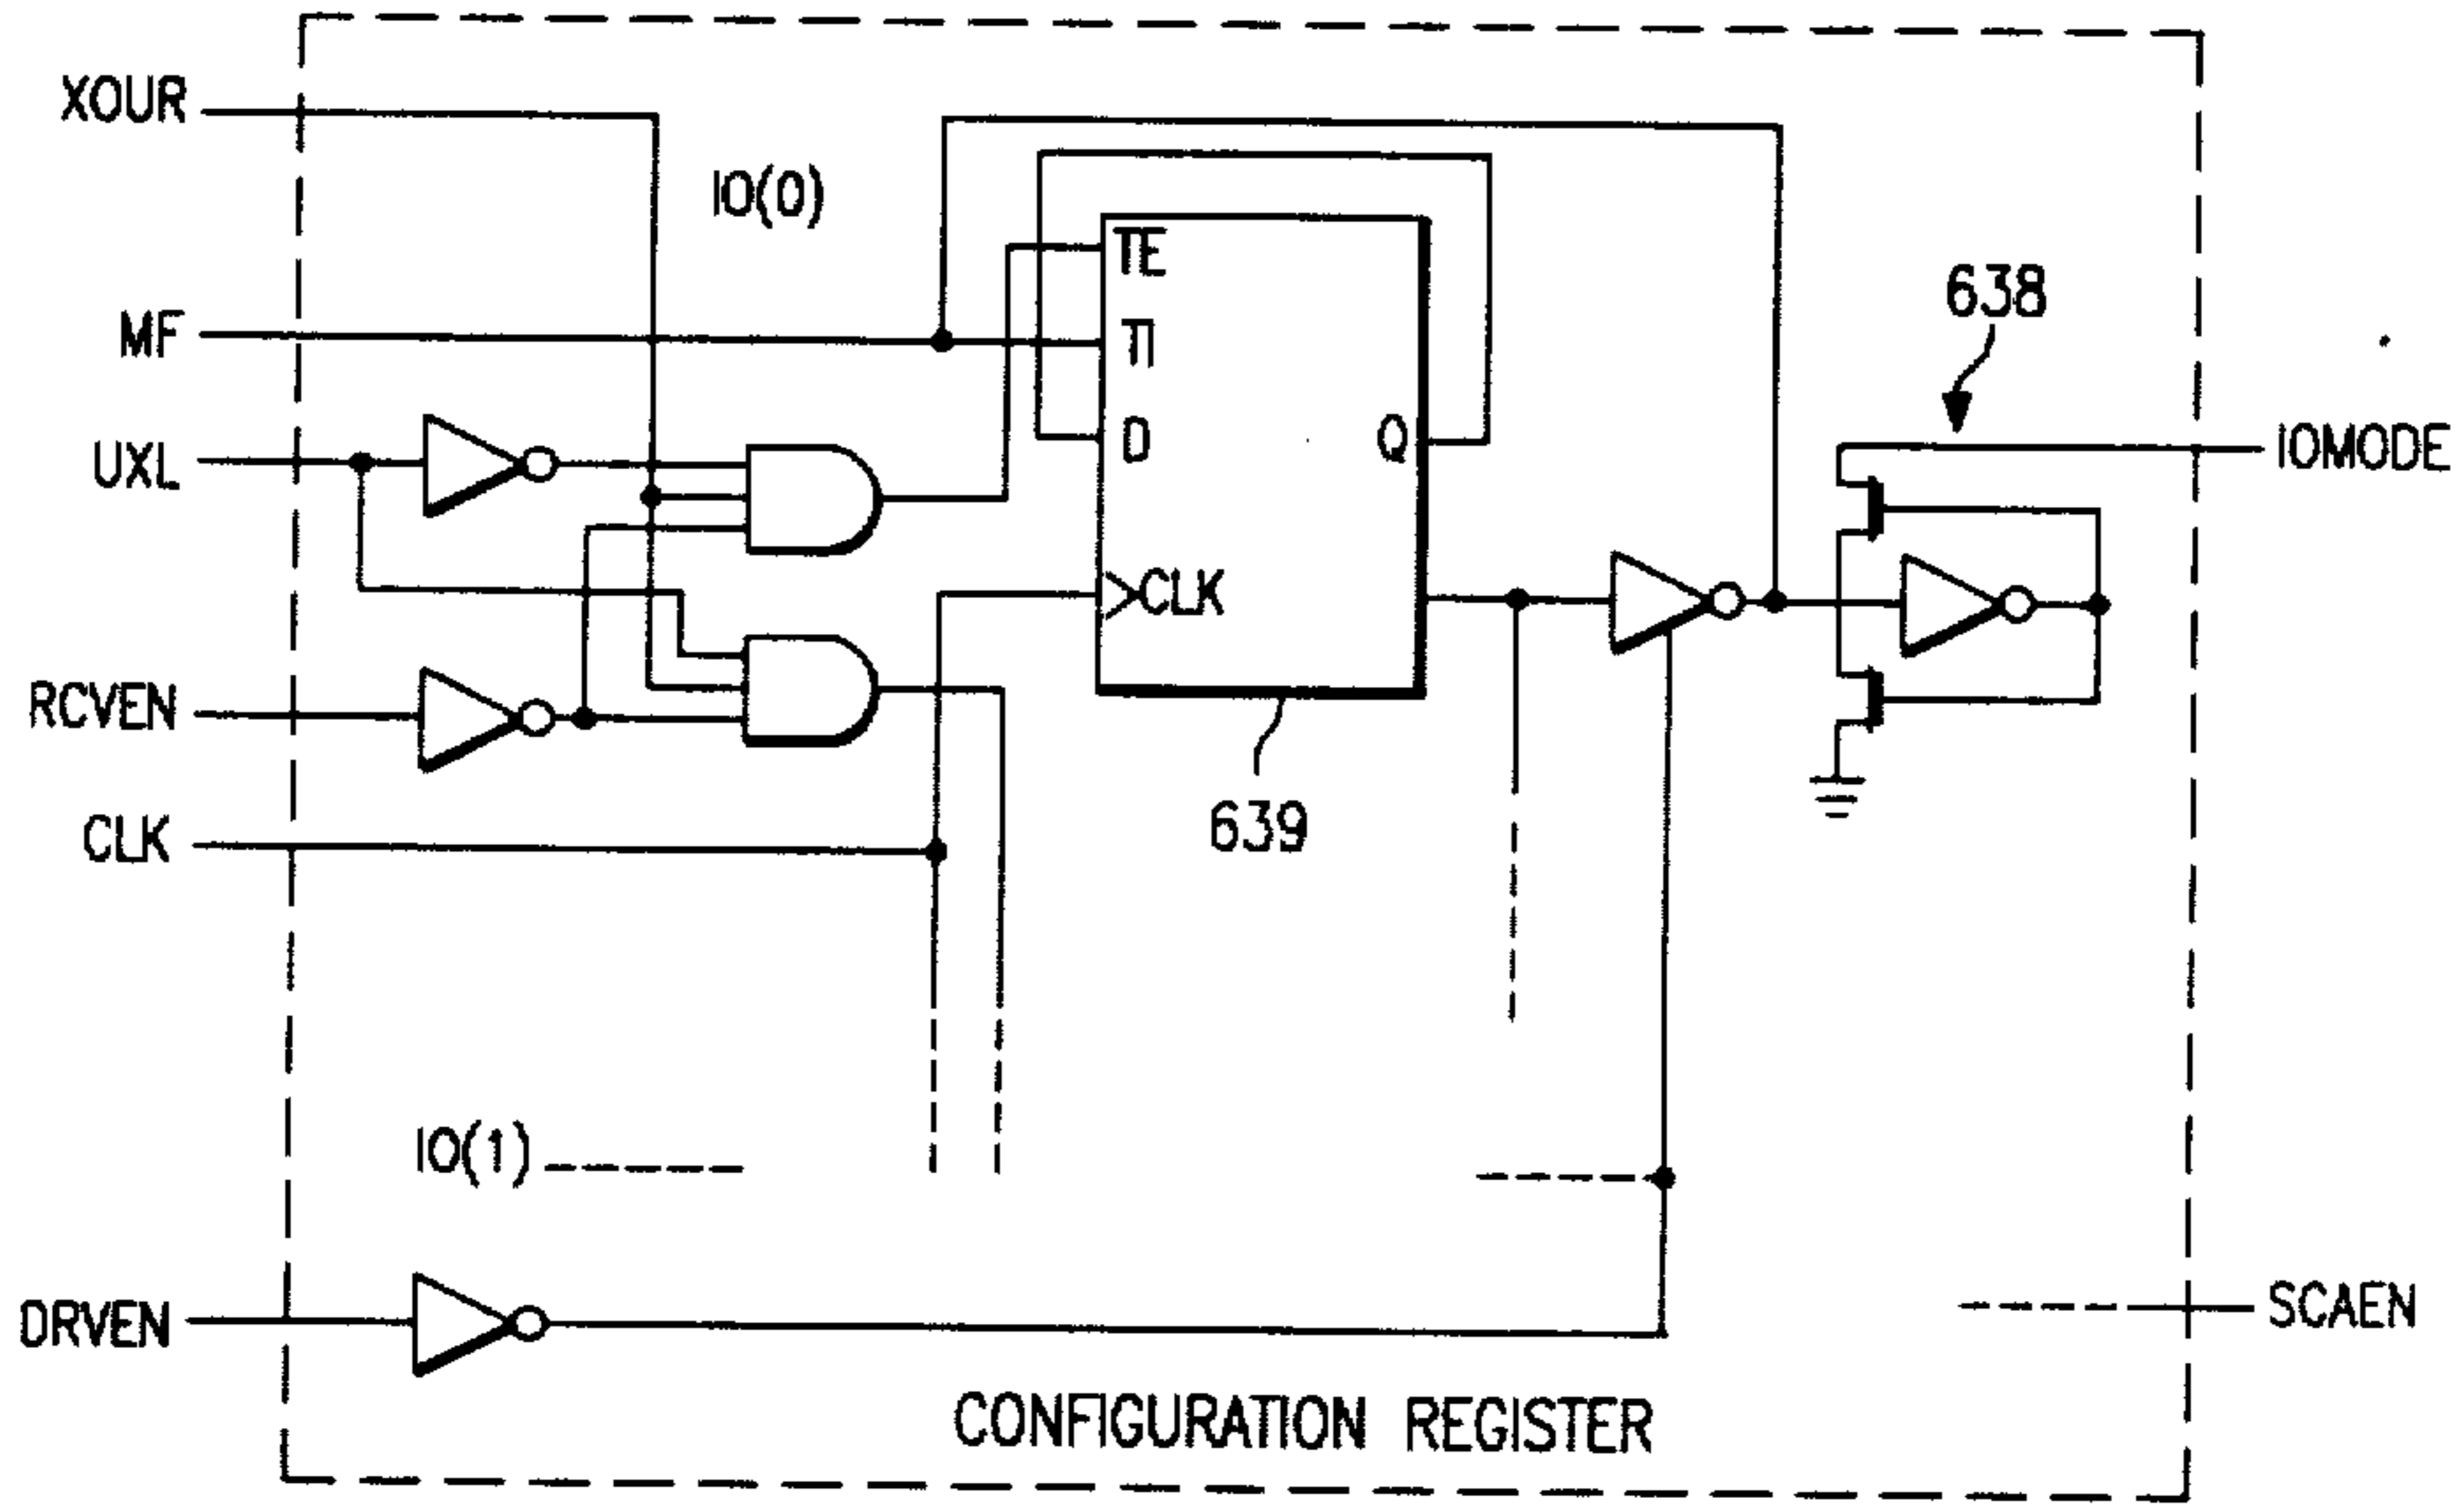 XOUR
IO(0)
MF
UXL
RCVEN
CLK
TE
TI
D
Q
CLK
638
IOMODE
639
IO(1)
DRVEN
SCAEN
CONFIGURATION REGISTER